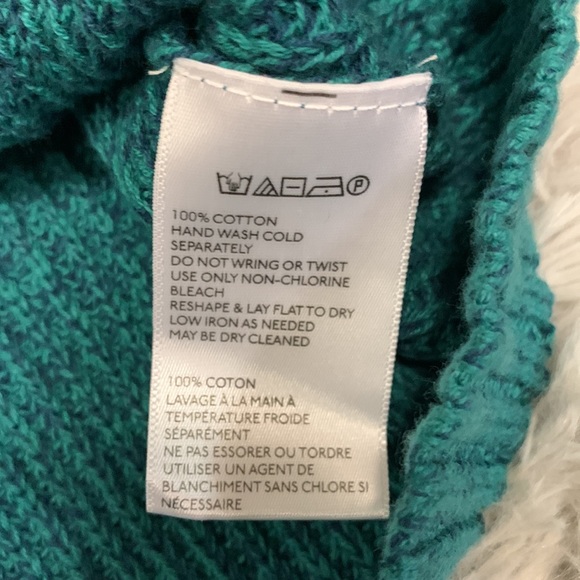 P
100% COTTON
HAND WASH COLD
SEPARATELY
DO NOT WRING OR TWIST
USE ONLY NON-CHLORINE
BLEACH
RESHAPE & LAY FLAT TO DRY
LOW IRON AS NEEDED
MAY BE DRY CLEANED
100% COTON
LAVAGE À LA MAIN À
TEMPÉRATURE FROIDE
SÉPARÉMENT
NE PAS ESSORER OU TORDRE
UTILISER UN AGENT DE
BLANCHIMENT SANS CHLORE SI
NÉCESSAIRE